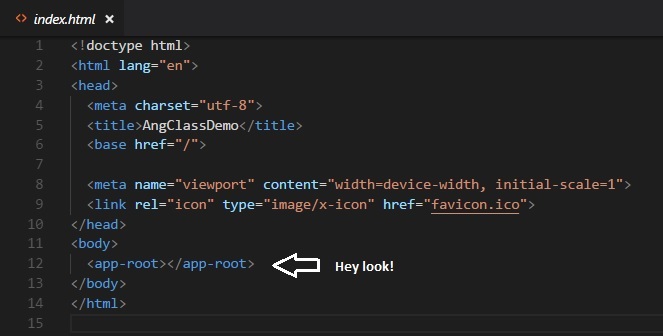 <> index.html ×
1 <!doctype html>
2 <html lang="en">
3 <head>
4   <meta charset="utf-8">
5   <title>AngClassDemo</title>
6   <base href="/">
7
8   <meta name="viewport" content="width=device-width, initial-scale=1">
9   <link rel="icon" type="image/x-icon" href="favicon.ico">
10 </head>
11 <body>
12   <app-root></app-root> Hey look!
13 </body>
14 </html>
15